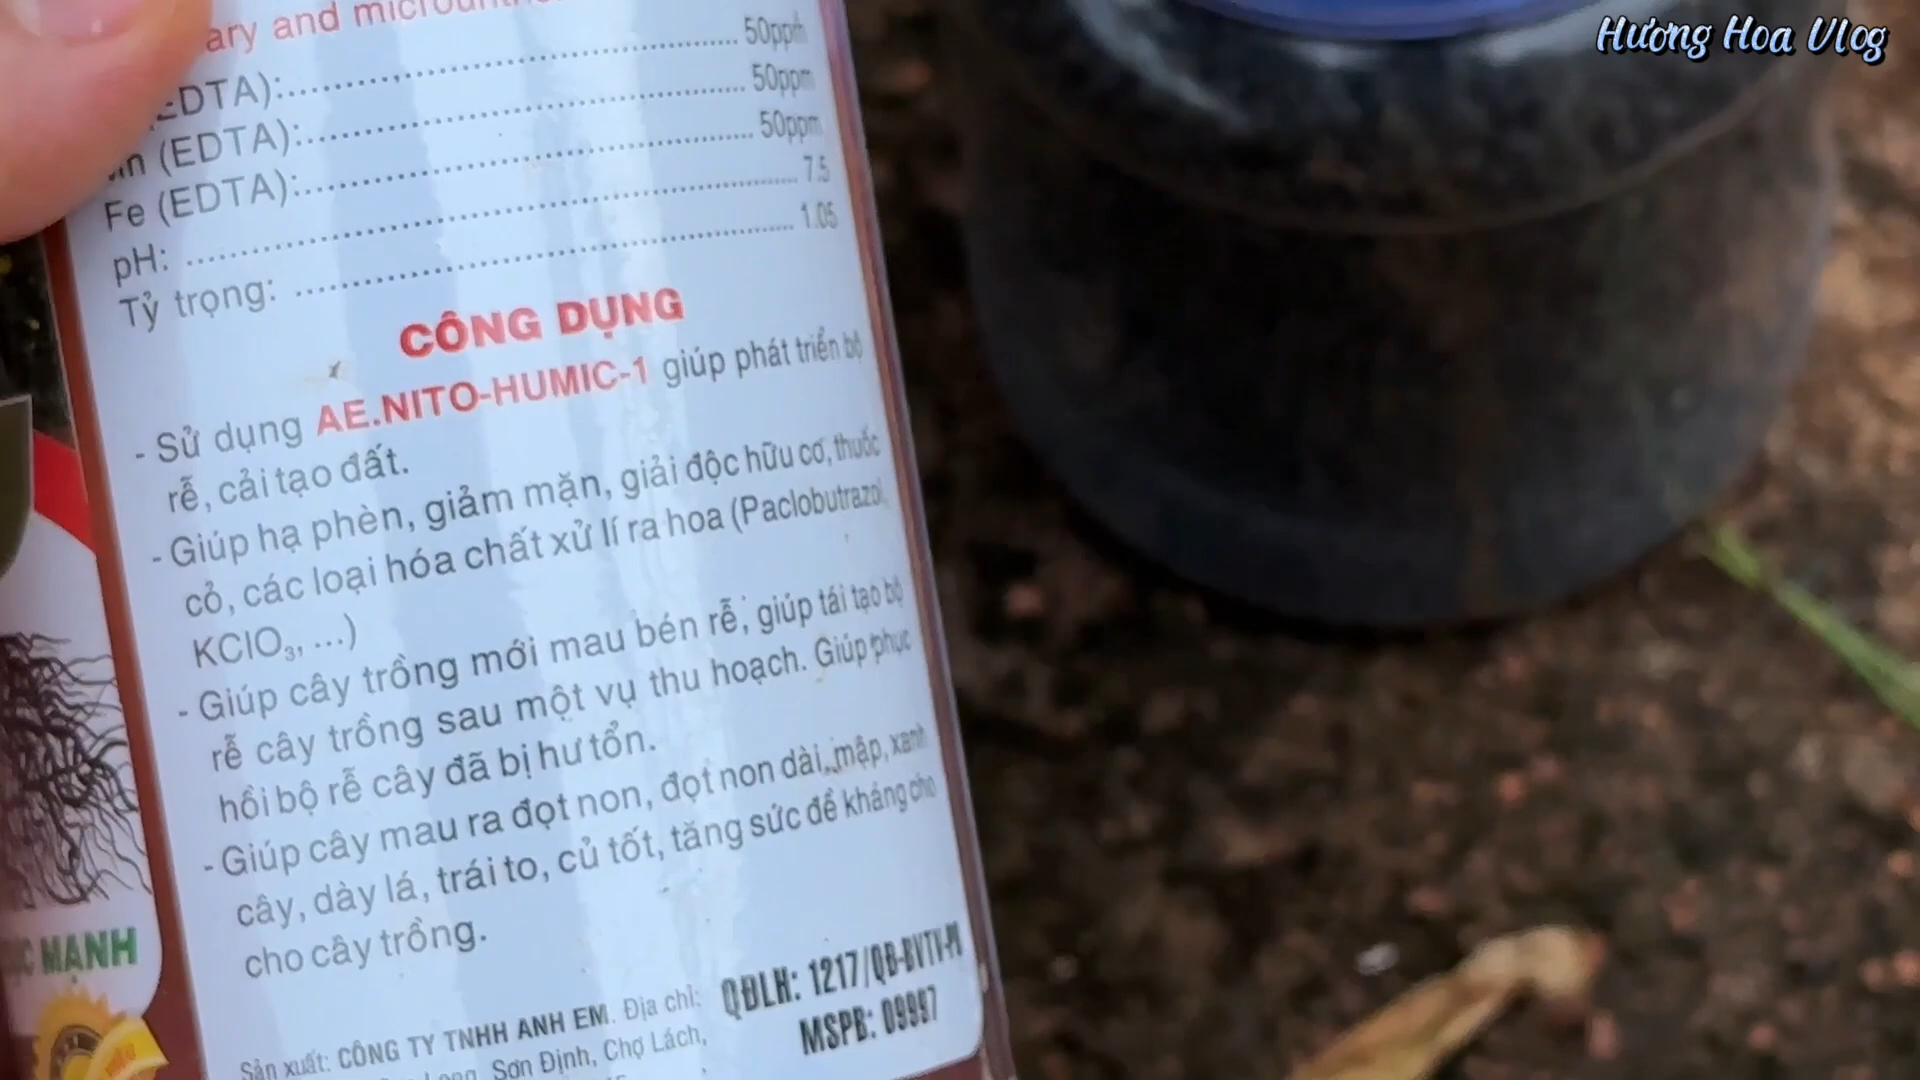 Hương Hoa Vlog
ary and
(EDTA):.......... 50ppm
(EDTA):.......... 50ppm
Fe (EDTA):.......... 50ppm
pH: .......... 7.5
Tỷ trọng: .......... 1.05
CÔNG DỤNG
- Sử dụng AE.NITO-HUMIC-1 giúp phát triển bộ
rễ, cải tạo đất.
- Giúp hạ phèn, giảm mặn, giải độc hữu cơ, thuốc
cỏ, các loại hóa chất xử lí ra hoa (Paclobutrazol,
KClO₃, ...)
- Giúp cây trồng mới mau bén rễ, giúp tái tạo bộ
rễ cây trồng sau một vụ thu hoạch. Giúp phục
hồi bộ rễ cây đã bị hư tổn.
- Giúp cây mau ra đọt non, đọt non dài, mập, xanh
cây, dày lá, trái to, củ tốt, tăng sức đề kháng cho
cho cây trồng.
MẠNH
QĐLH: 1217/QĐ-BVTV-PB
MSPB: 09997
Sản xuất: CÔNG TY TNHH ANH EM. Địa chỉ:
Sơn Định, Chợ Lách,